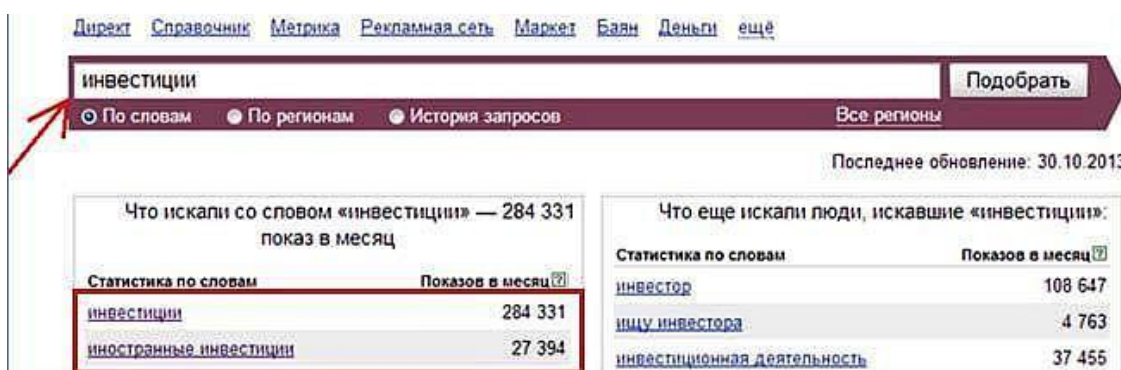 Директ Справочник Метрика Рекламная сеть Маркет Баян Деньги ещё
инвестиции Подобрать
По словам По регионам История запросов Все регионы
Последнее обновление: 30.10.2013
Что искали со словом «инвестиции» — 284 331
показ в месяц
Статистика по словам Показов в месяц ?
инвестиции 284 331
иностранные инвестиции 27 394
Что еще искали люди, искавшие «инвестиции»:
Статистика по словам Показов в месяц ?
инвестор 108 647
ищу инвестора 4 763
инвестиционная деятельность 37 455